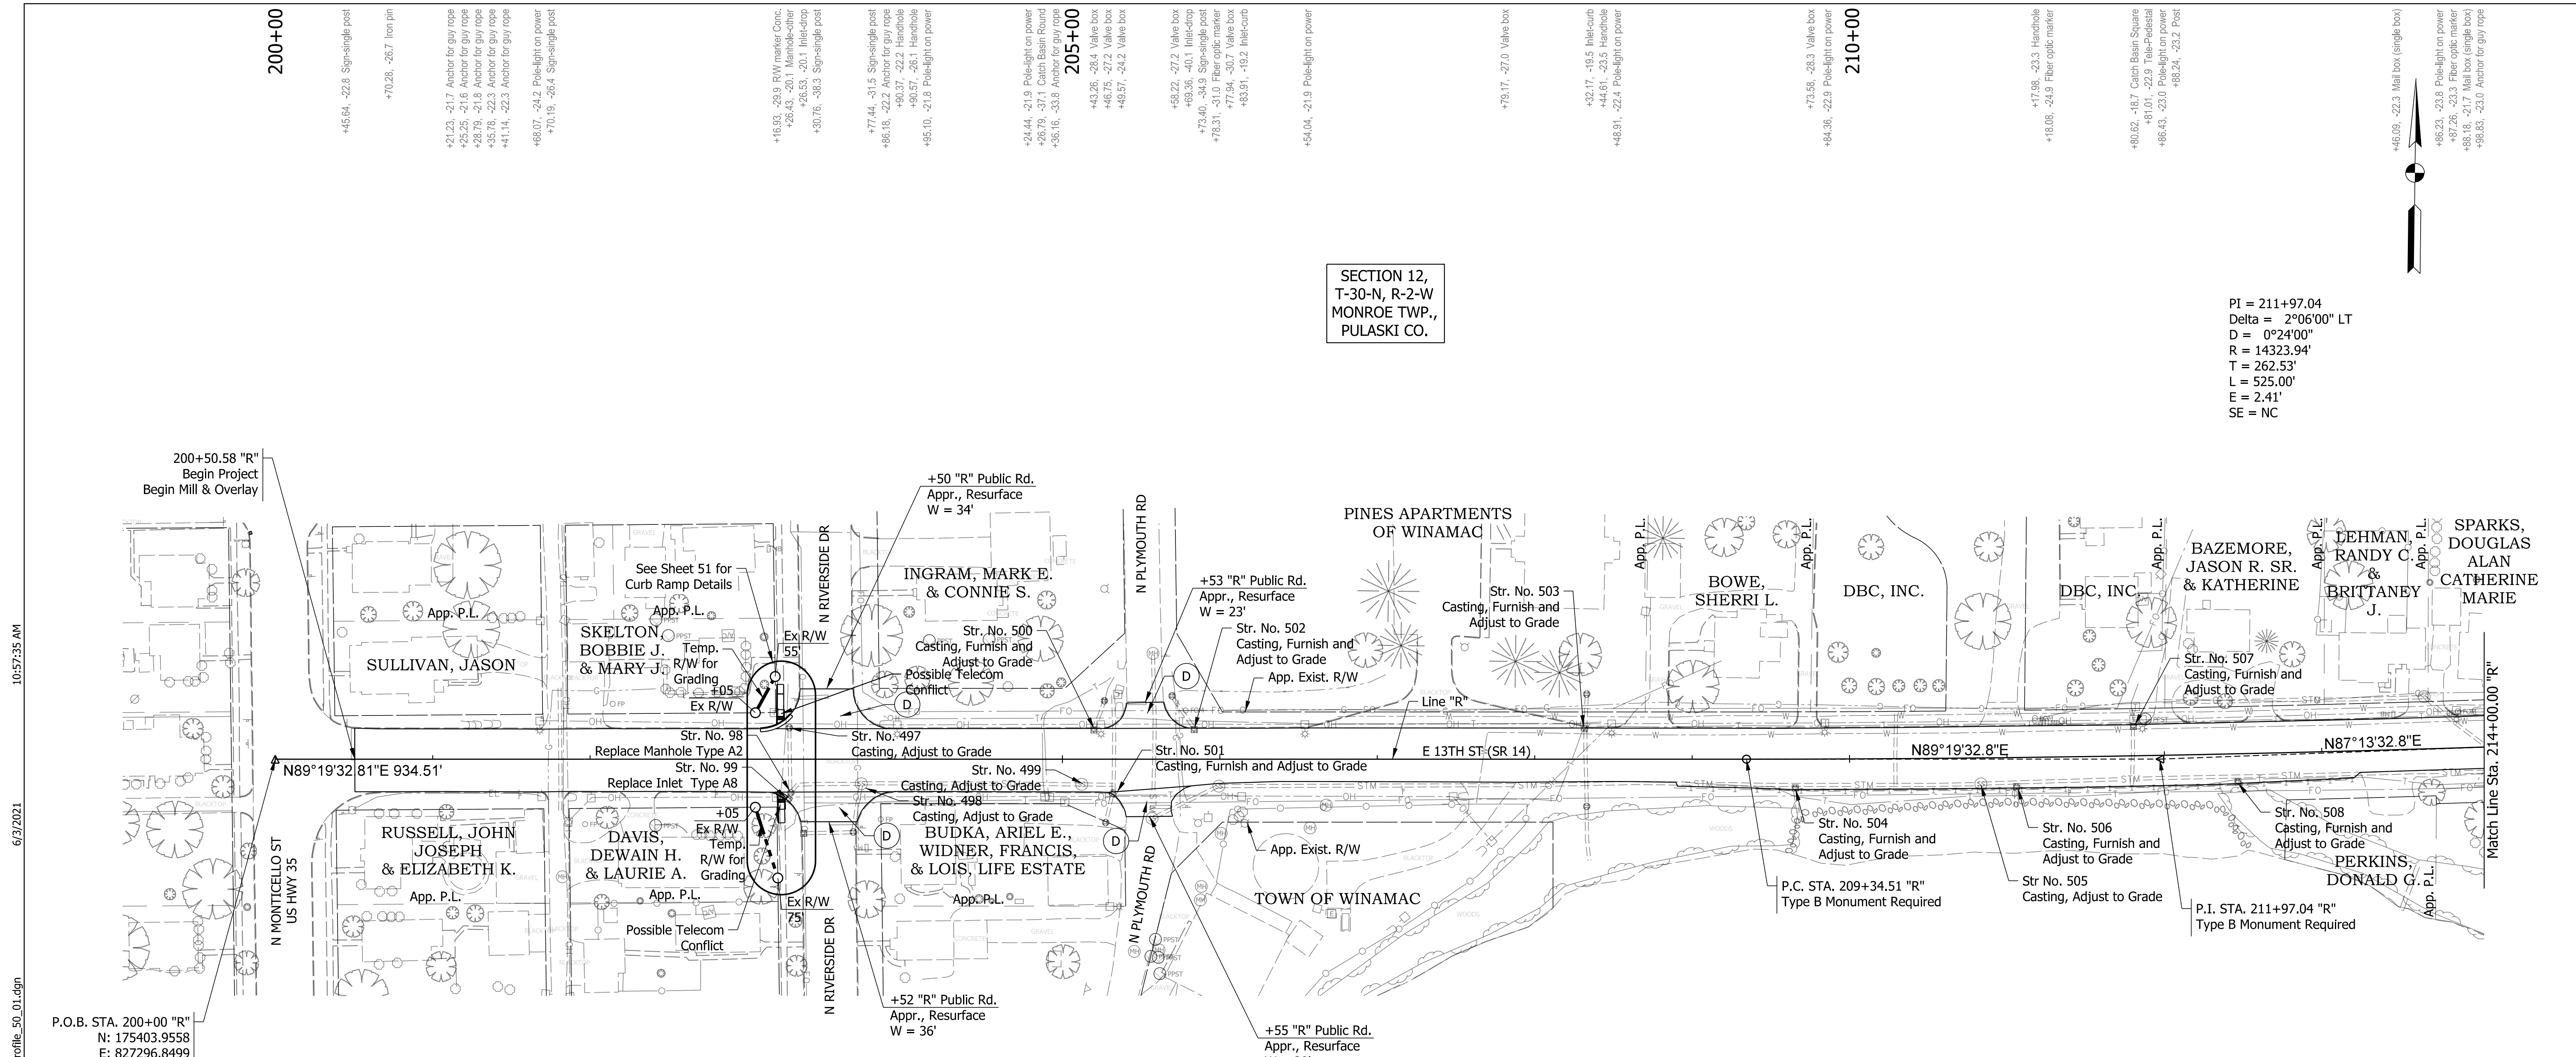 200+00
205+00
210+00
+45.64, -22.8 Sign-single post
+70.28, -26.7 Iron pin
+21.23, -21.7 Anchor for guy rope
+25.25, -21.6 Anchor for guy rope
+28.79, -21.8 Anchor for guy rope
+35.78, -22.3 Anchor for guy rope
+41.14, -22.3 Anchor for guy rope
+68.07, -24.2 Pole-light on power
+70.19, -26.4 Sign-single post
+16.93, -29.9 R/W marker Conc.
+26.43, -20.1 Manhole-other
+26.53, -20.1 Inlet-drop
+30.76, -38.3 Sign-single post
+77.44, -31.5 Sign-single post
+86.18, -22.2 Anchor for guy rope
+90.37, -22.2 Handhole
+90.57, -26.1 Handhole
+95.10, -21.8 Pole-light on power
+24.44, -21.9 Pole-light on power
+26.79, -37.1 Catch Basin Round
+36.16, -33.8 Anchor for guy rope
+43.26, -28.4 Valve box
+46.75, -27.2 Valve box
+49.57, -24.2 Valve box
+58.22, -27.2 Valve box
+69.36, -40.1 Inlet-drop
+73.40, -34.9 Sign-single post
+78.31, -31.0 Fiber optic marker
+77.94, -30.7 Valve box
+83.91, -19.2 Inlet-curb
+54.04, -21.9 Pole-light on power
+79.17, -27.0 Valve box
+32.17, -19.5 Inlet-curb
+44.61, -23.5 Handhole
+48.91, -22.4 Pole-light on power
+73.58, -28.3 Valve box
+84.36, -22.9 Pole-light on power
+17.98, -23.3 Handhole
+18.08, -24.9 Fiber optic marker
+80.62, -18.7 Catch Basin Square
+81.01, -22.9 Tele-Pedestal
+86.43, -23.0 Pole-light on power
+88.24, -23.2 Post
+46.09, -22.3 Mail box (single box)
+86.23, -23.8 Pole-light on power
+87.26, -23.3 Fiber optic marker
+88.18, -21.7 Mail box (single box)
+98.83, -23.0 Anchor for guy rope
SECTION 12,
T-30-N, R-2-W
MONROE TWP.,
PULASKI CO.
PI = 211+97.04
Delta = 2°06'00" LT
D = 0°24'00"
R = 14323.94'
T = 262.53'
L = 525.00'
E = 2.41'
SE = NC
200+50.58 "R"
Begin Project
Begin Mill & Overlay
+50 "R" Public Rd.
Appr., Resurface
W = 34'
N PLYMOUTH RD
PINES APARTMENTS
OF WINAMAC
See Sheet 51 for
Curb Ramp Details
N RIVERSIDE DR
INGRAM, MARK E.
& CONNIE S.
+53 "R" Public Rd.
Appr., Resurface
W = 23'
Str. No. 503
Casting, Furnish and
Adjust to Grade
App. P.L.
BOWE,
SHERRI L.
App. P.L.
DBC, INC.
DBC, INC.
App. P.L.
BAZEMORE,
JASON R. SR.
& KATHERINE
App. P.L.
LEHMAN,
RANDY C.
&
BRITTANEY
J.
App. P.L.
SPARKS,
DOUGLAS
ALAN
CATHERINE
MARIE
App. P.L.
SULLIVAN, JASON
App. P.L.
SKELTON,
BOBBIE J.
& MARY J.
Temp.
R/W for
Grading
Ex R/W
55'
+05
Ex R/W
Str. No. 500
Casting, Furnish and
Adjust to Grade
Possible Telecom
Conflict
D
D
Str. No. 502
Casting, Furnish and
Adjust to Grade
App. Exist. R/W
Line "R"
Str. No. 507
Casting, Furnish and
Adjust to Grade
Str. No. 98
Replace Manhole Type A2
Str. No. 99
Replace Inlet Type A8
Str. No. 497
Casting, Adjust to Grade
Str. No. 499
Casting, Adjust to Grade
Str. No. 498
Casting, Adjust to Grade
Str. No. 501
Casting, Furnish and Adjust to Grade
E 13TH ST (SR 14)
N89°19'32.81"E 934.51'
N89°19'32.8"E
N87°13'32.8"E
Match Line Sta. 214+00.00 "R"
N MONTICELLO ST
US HWY 35
RUSSELL, JOHN
JOSEPH
& ELIZABETH K.
App. P.L.
DAVIS,
DEWAIN H.
& LAURIE A.
App. P.L.
+05
Ex R/W
Temp.
R/W for
Grading
Ex R/W
75'
Possible Telecom
Conflict
N RIVERSIDE DR
D
BUDKA, ARIEL E.,
WIDNER, FRANCIS,
& LOIS, LIFE ESTATE
App. P.L.
D
N PLYMOUTH RD
App. Exist. R/W
TOWN OF WINAMAC
Str. No. 504
Casting, Furnish and
Adjust to Grade
Str No. 505
Casting, Adjust to Grade
Str. No. 506
Casting, Furnish and
Adjust to Grade
Str. No. 508
Casting, Furnish and
Adjust to Grade
PERKINS,
DONALD G.
App. P.L.
P.C. STA. 209+34.51 "R"
Type B Monument Required
P.I. STA. 211+97.04 "R"
Type B Monument Required
+52 "R" Public Rd.
Appr., Resurface
W = 36'
+55 "R" Public Rd.
Appr., Resurface
P.O.B. STA. 200+00 "R"
N: 175403.9558
E: 827296.8499
10:57:35 AM
6/3/2021
rofile_50_01.dgn